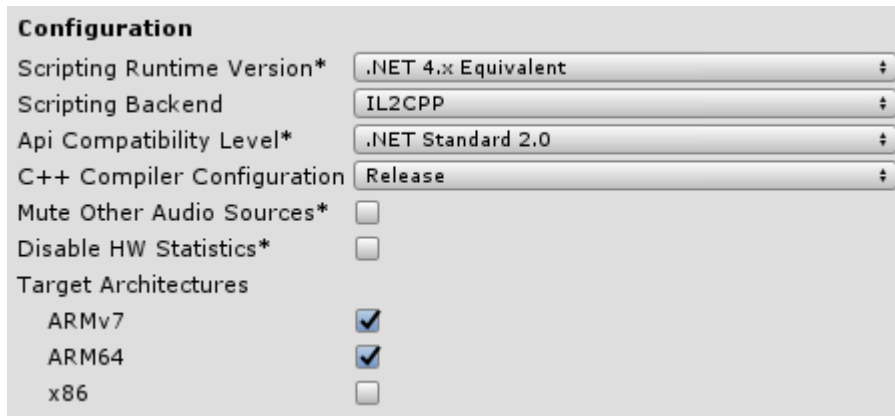 Configuration
Scripting Runtime Version* .NET 4.x Equivalent
Scripting Backend IL2CPP
Api Compatibility Level* .NET Standard 2.0
C++ Compiler Configuration Release
Mute Other Audio Sources*
Disable HW Statistics*
Target Architectures
ARMv7
ARM64
x86